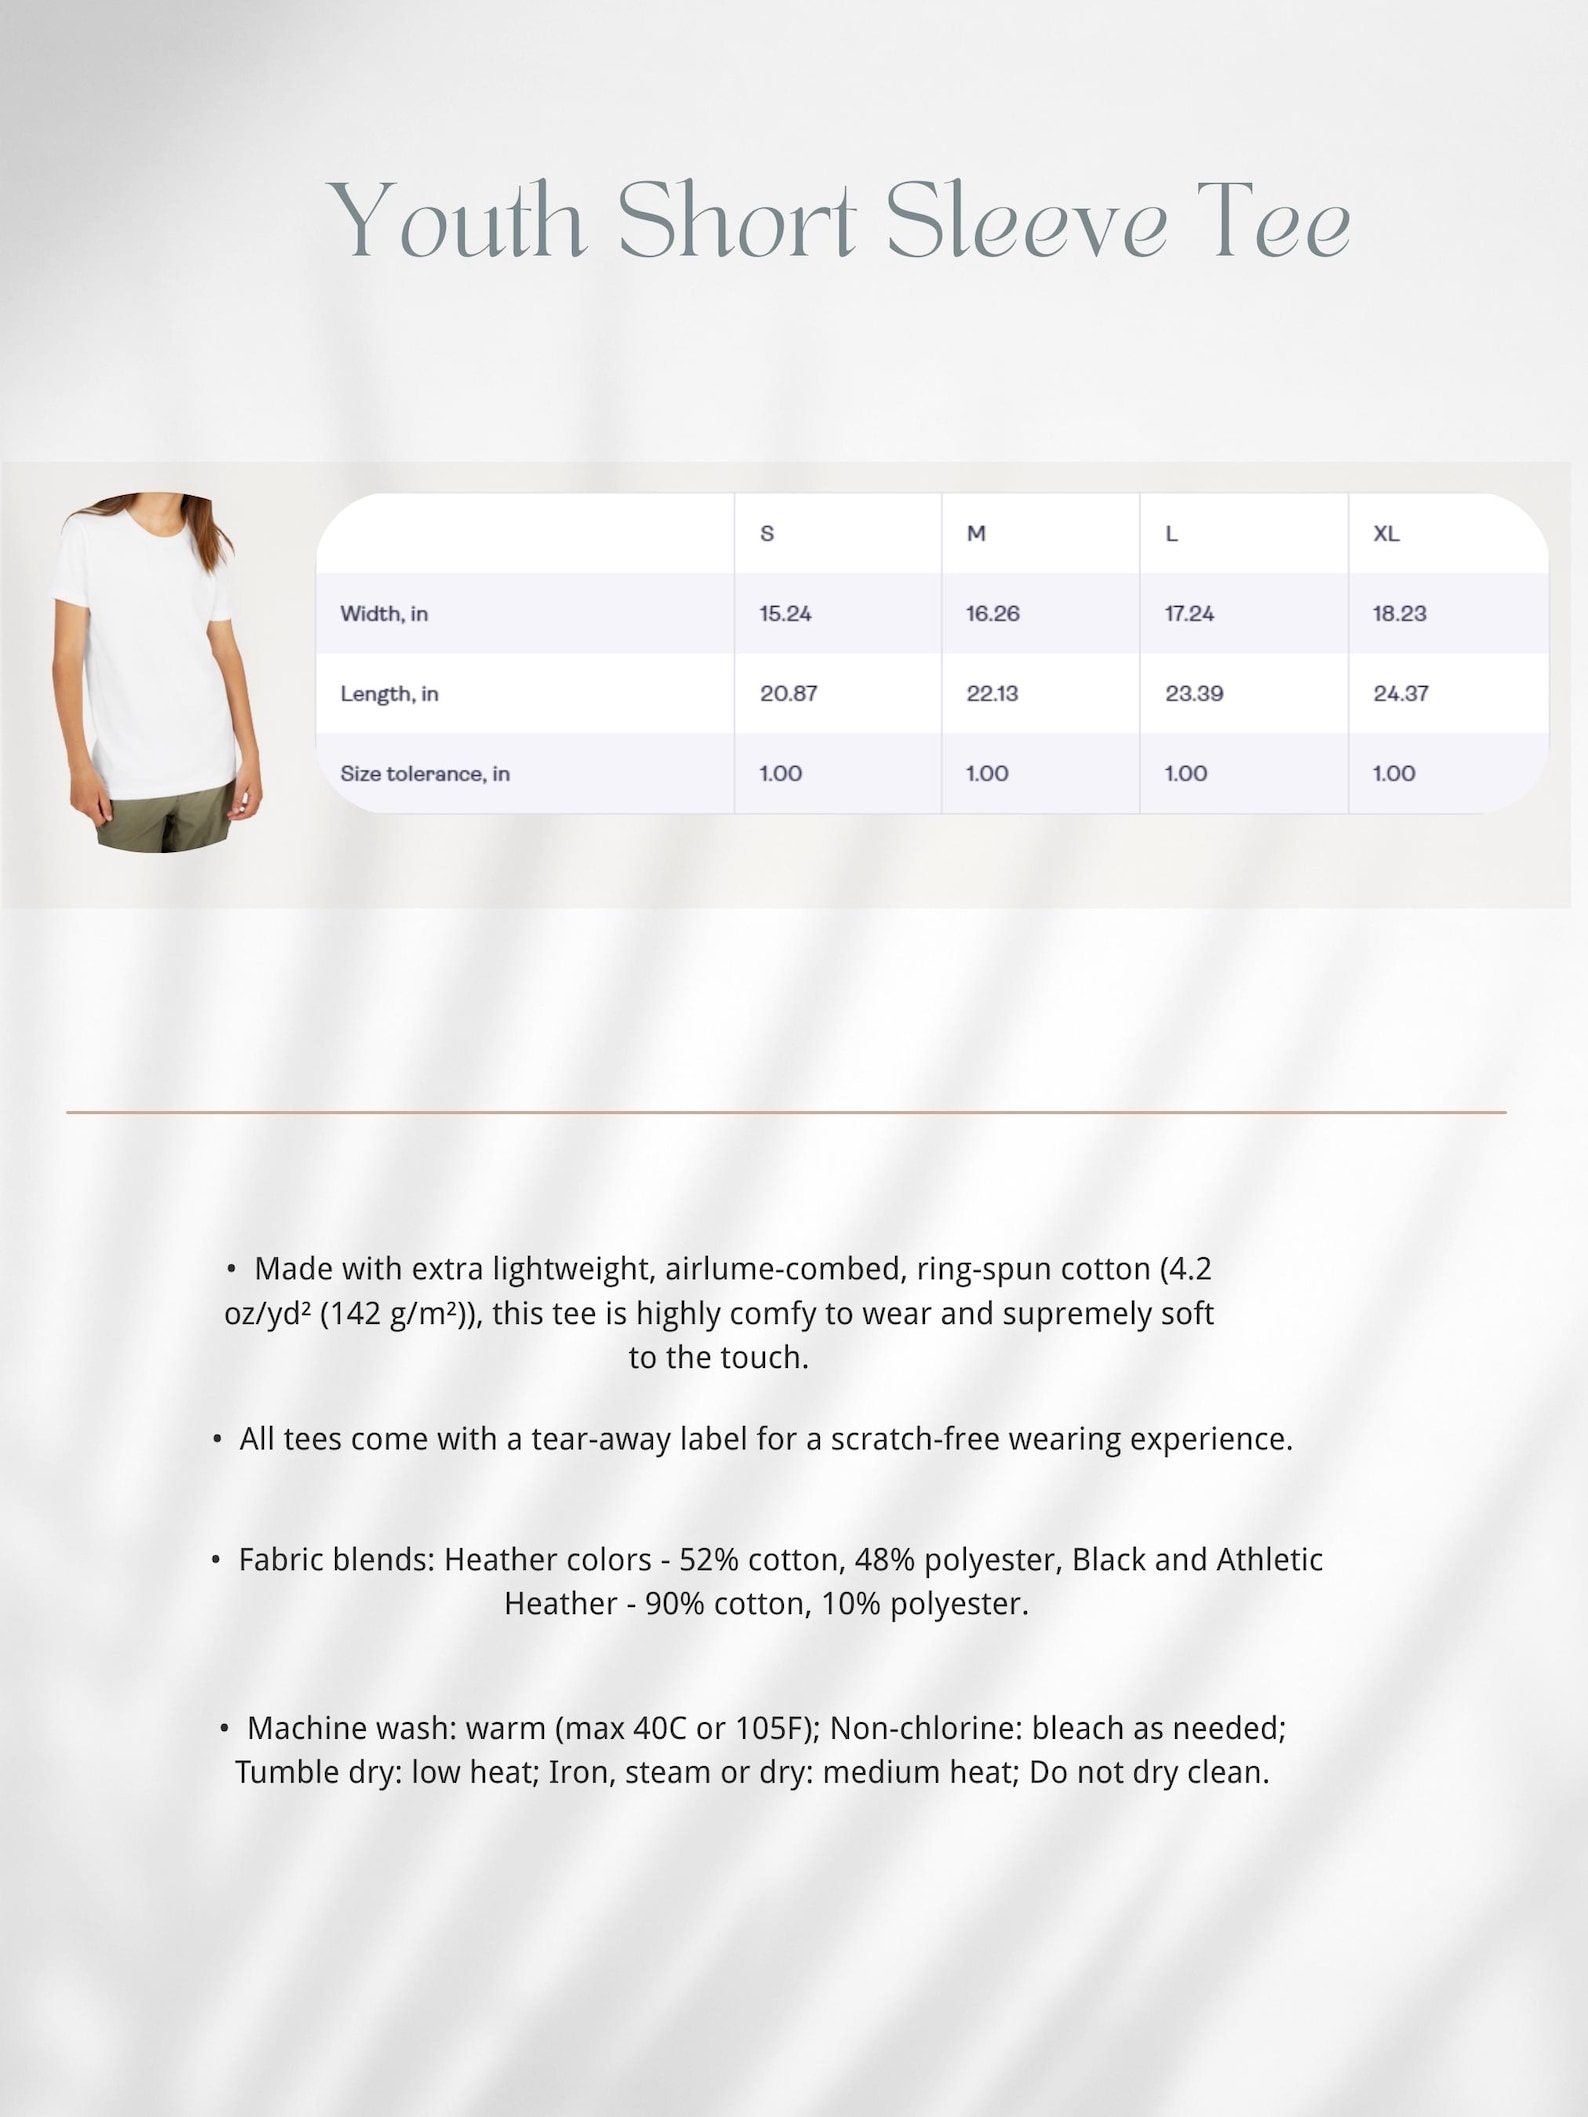 Youth Short Sleeve Tee
S M L XL
Width, in 15.24 16.26 17.24 18.23
Length, in 20.87 22.13 23.39 24.37
Size tolerance, in 1.00 1.00 1.00 1.00
• Made with extra lightweight, airlume-combed, ring-spun cotton (4.2
oz/yd² (142 g/m²)), this tee is highly comfy to wear and supremely soft
to the touch.
• All tees come with a tear-away label for a scratch-free wearing experience.
• Fabric blends: Heather colors - 52% cotton, 48% polyester, Black and Athletic
Heather - 90% cotton, 10% polyester.
• Machine wash: warm (max 40C or 105F); Non-chlorine: bleach as needed;
Tumble dry: low heat; Iron, steam or dry: medium heat; Do not dry clean.